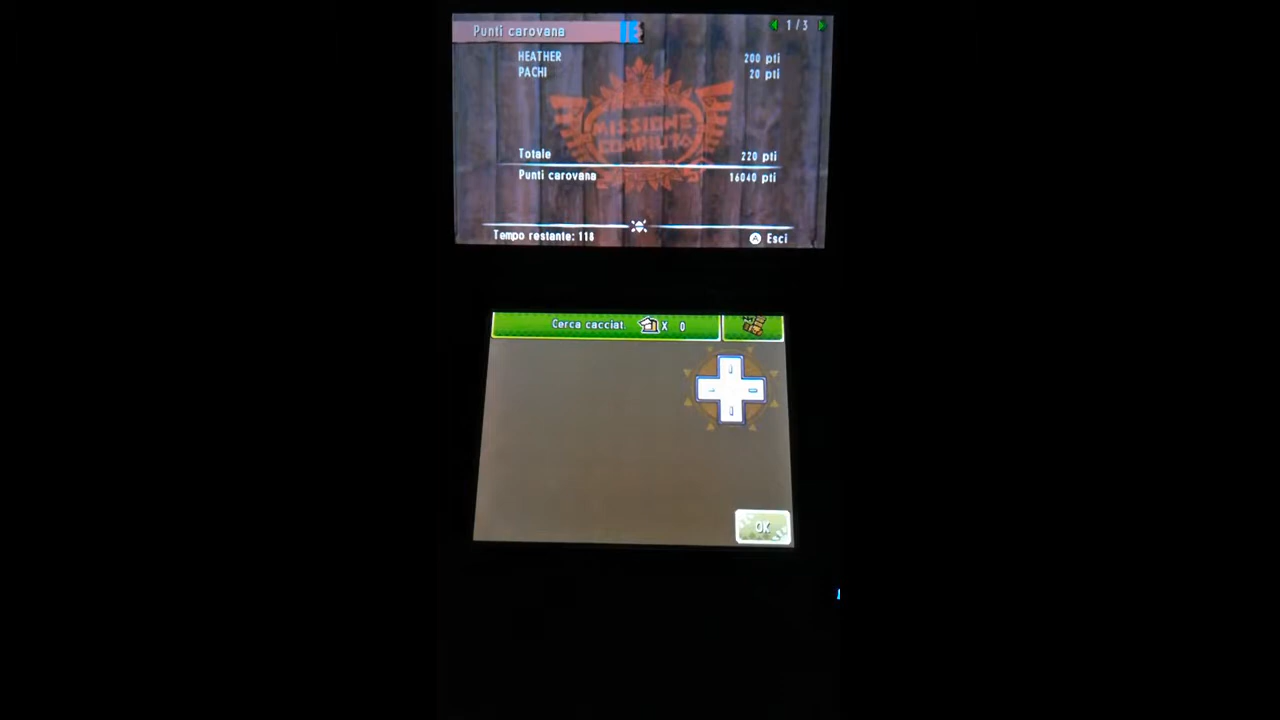 Punti carovana
1/3
HEATHER 200 pti
PACHI 20 pti
MISSIONE
COMPIUTA
Totale 220 pti
Punti carovana 16040 pti
Tempo restante: 118
A Esci
Cerca cacciat. X 0
OK